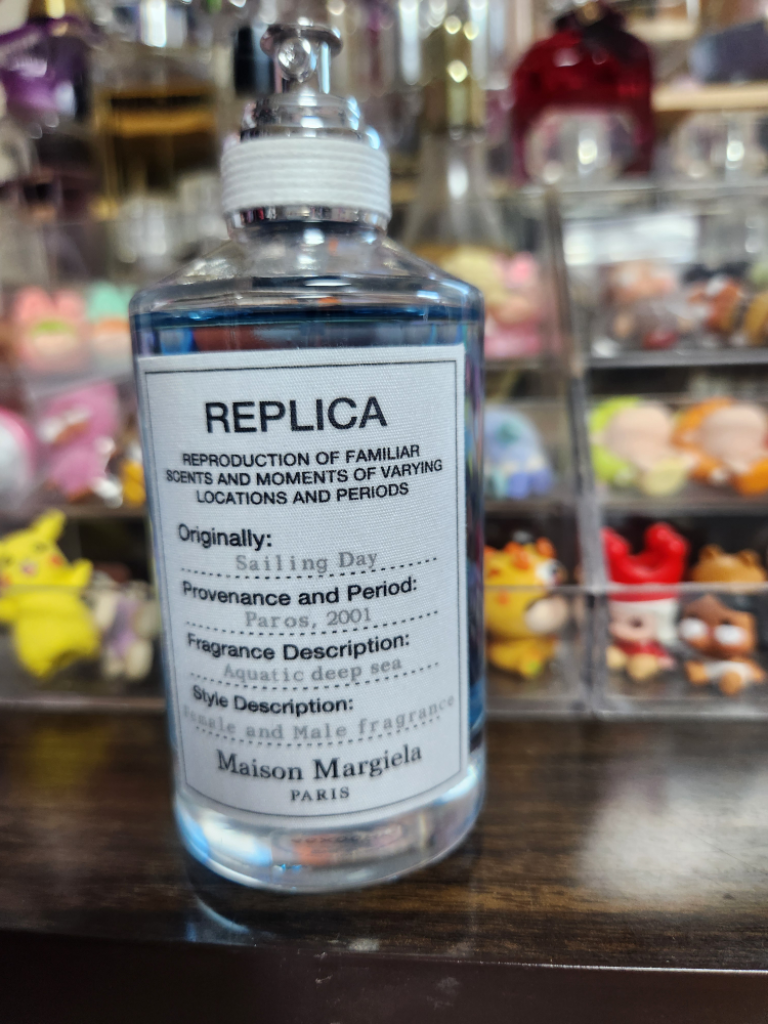 REPLICA
REPRODUCTION OF FAMILIAR
SCENTS AND MOMENTS OF VARYING
LOCATIONS AND PERIODS
Originally:
Sailing Day
Provenance and Period:
Paros, 2001
Fragrance Description:
Aquatic deep sea
Style Description:
Female and Male fragrance
Maison Margiela
PARIS